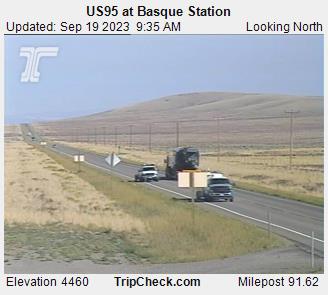 US95 at Basque Station
Updated: Sep 19 2023 9:35 AM Looking North
Elevation 4460 TripCheck.com Milepost 91.62